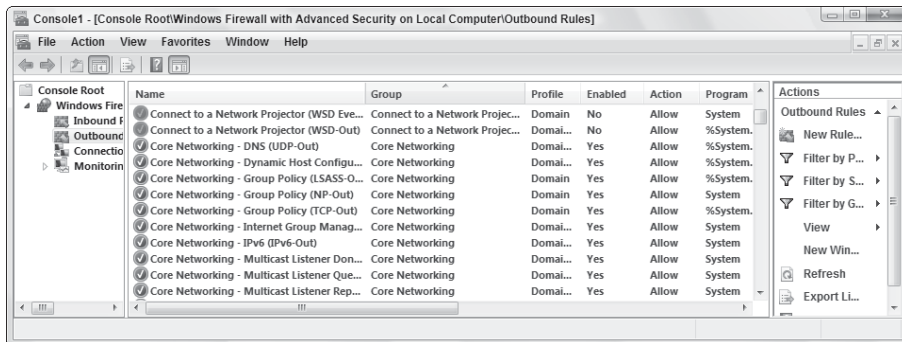 Console1 - [Console Root\Windows Firewall with Advanced Security on Local Computer\Outbound Rules]
File Action View Favorites Window Help
Console Root
Windows Fire
Inbound R
Outbound
Connectio
Monitorin
Name Group Profile Enabled Action Program
Connect to a Network Projector (WSD Eve... Connect to a Network Projec... Domain No Allow System
Connect to a Network Projector (WSD-Out) Connect to a Network Projec... Domai... No Allow %System.
Core Networking - DNS (UDP-Out) Core Networking Domai... Yes Allow %System.
Core Networking - Dynamic Host Configu... Core Networking Domai... Yes Allow %System.
Core Networking - Group Policy (LSASS-O... Core Networking Domain Yes Allow %System.
Core Networking - Group Policy (NP-Out) Core Networking Domain Yes Allow System
Core Networking - Group Policy (TCP-Out) Core Networking Domain Yes Allow %System.
Core Networking - Internet Group Manag... Core Networking Domai... Yes Allow System
Core Networking - IPv6 (IPv6-Out) Core Networking Domai... Yes Allow System
Core Networking - Multicast Listener Don... Core Networking Domai... Yes Allow System
Core Networking - Multicast Listener Que... Core Networking Domai... Yes Allow System
Core Networking - Multicast Listener Rep... Core Networking Domai... Yes Allow System
Actions
Outbound Rules
New Rule...
Filter by P...
Filter by S...
Filter by G...
View
New Win...
Refresh
Export Li...